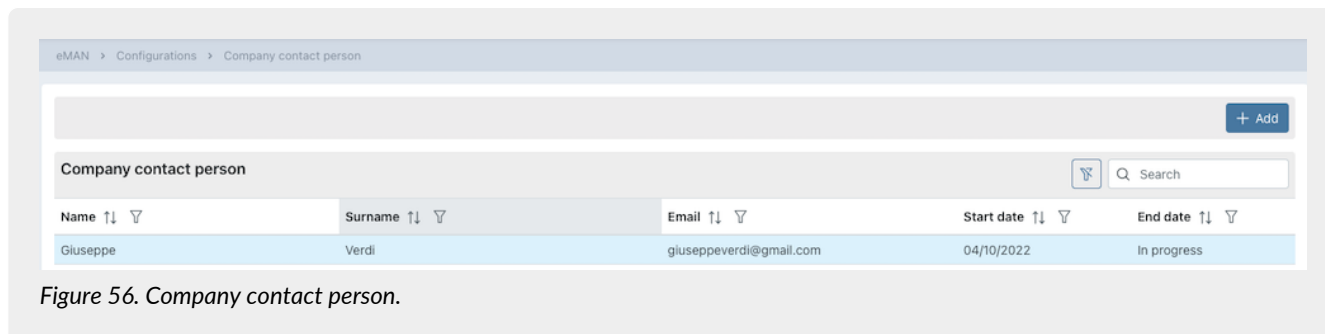 eMAN > Configurations > Company contact person
+ Add
Company contact person
Search
Name Surname Email Start date End date
Giuseppe Verdi giuseppeverdi@gmail.com 04/10/2022 In progress
Figure 56. Company contact person.